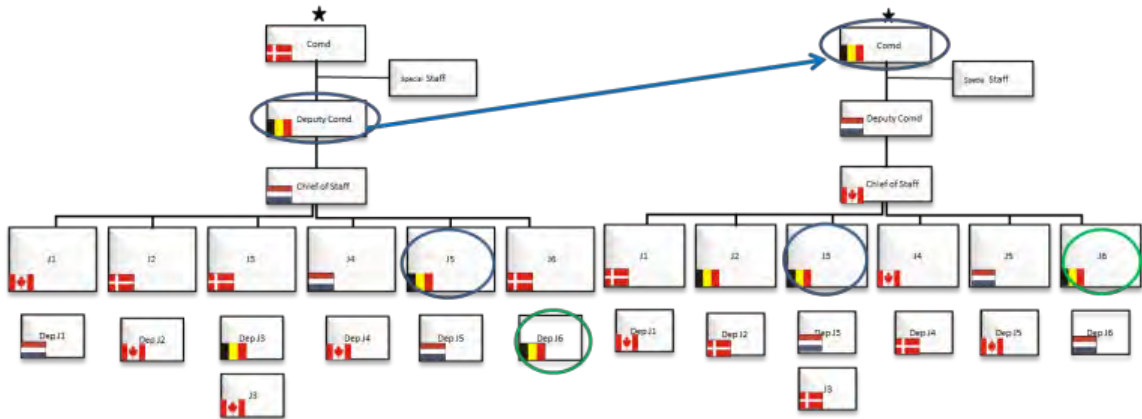 Comd
Special Staff
Deputy Comd
Chief of Staff
J1 J2 J3 J4 J5 J6
Dep.J1 Dep.J2 Dep.J3 Dep.J4 Dep.J5 Dep.J6
J3
Comd
Special Staff
Deputy Comd
Chief of Staff
J1 J2 J3 J4 J5 J6
Dep.J1 Dep.J2 Dep.J3 Dep.J4 Dep.J5 Dep.J6
J3